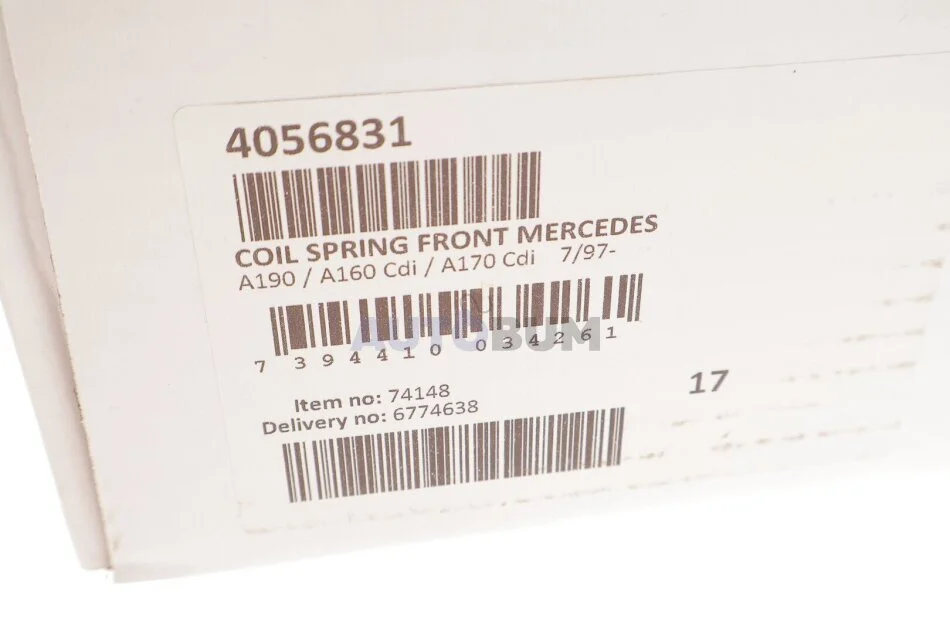 4056831
COIL SPRING FRONT MERCEDES
A190 / A160 Cdi / A170 Cdi 7/97-
AUTOBUM
7 394410 034261
Item no: 74148
17
Delivery no: 6774638